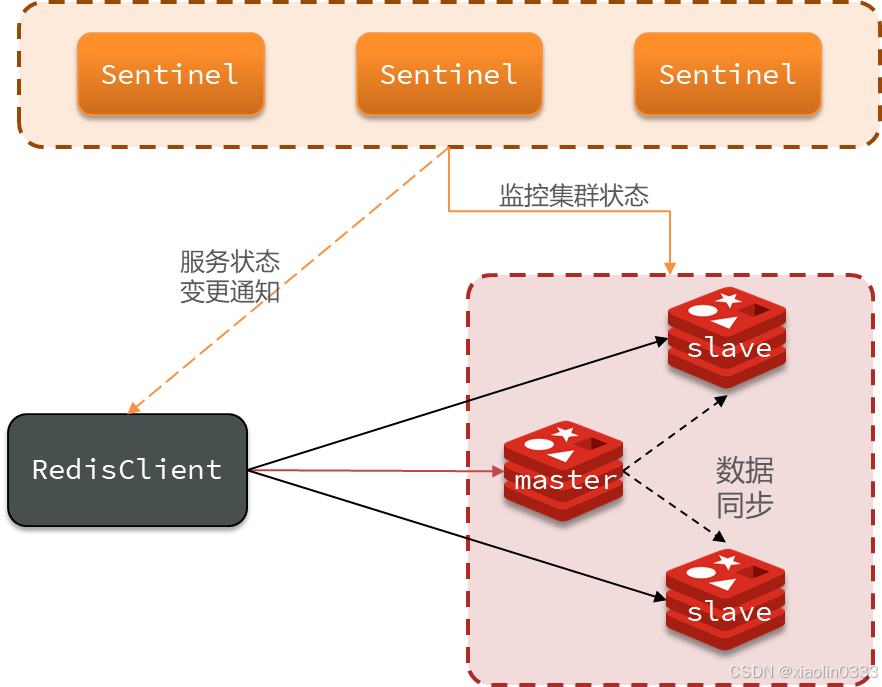 Sentinel
Sentinel
Sentinel
监控集群状态
服务状态
变更通知
slave
RedisClient
master
数据
同步
slave
CSDN @xiaolin0333